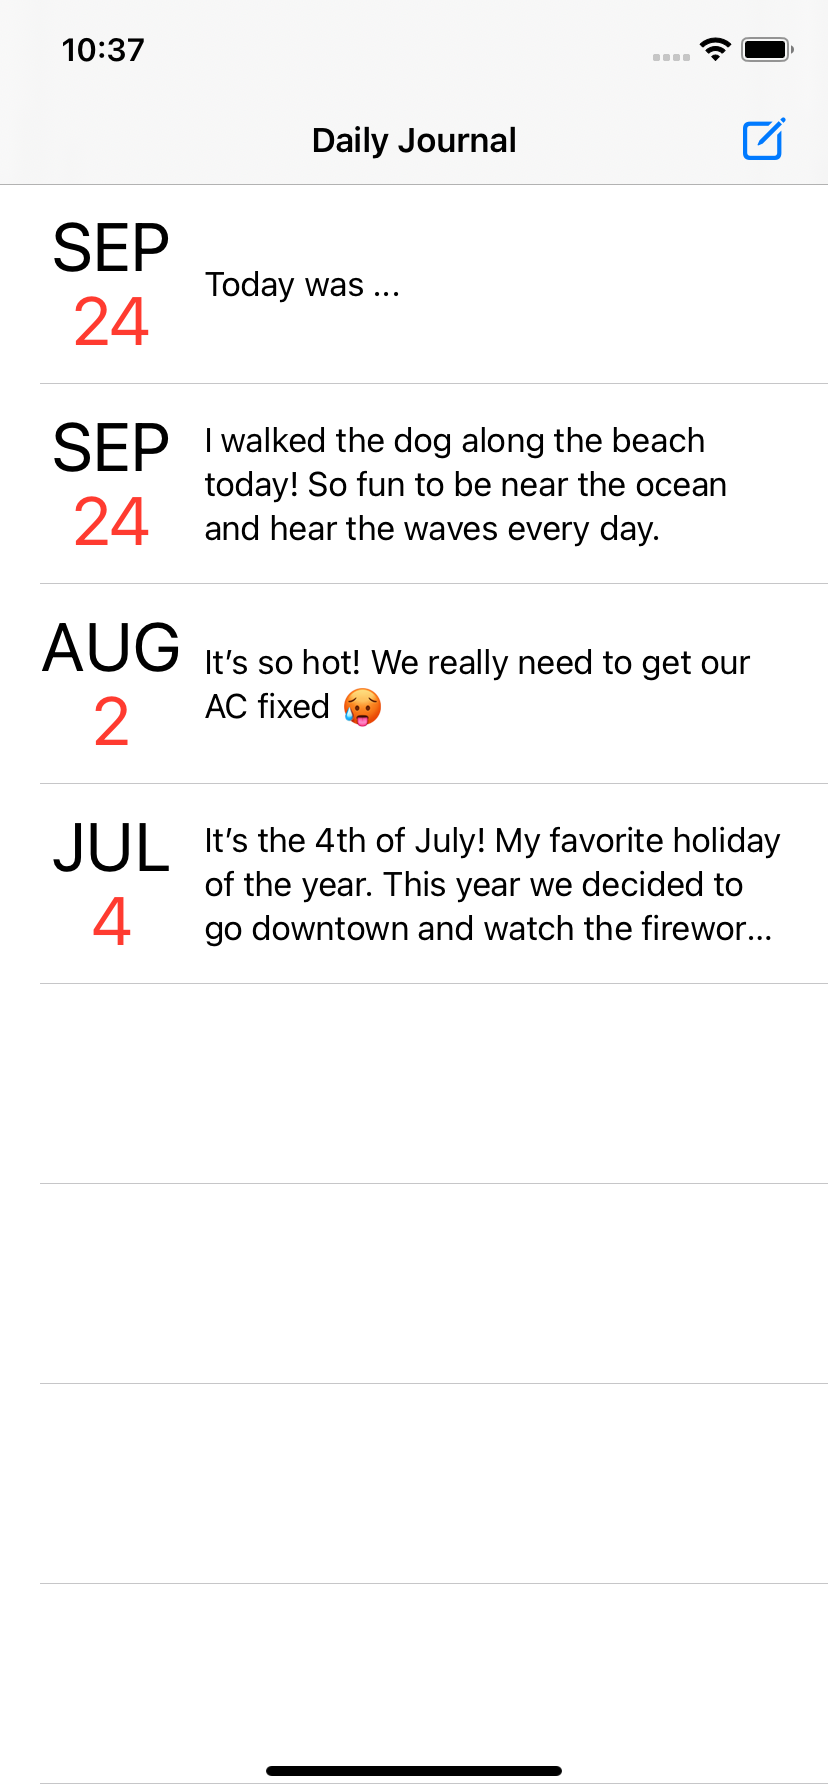 10:37
Daily Journal
SEP
24
Today was ...
SEP
24
I walked the dog along the beach
today! So fun to be near the ocean
and hear the waves every day.
AUG
2
It’s so hot! We really need to get our
AC fixed 🥵
JUL
4
It’s the 4th of July! My favorite holiday
of the year. This year we decided to
go downtown and watch the firewor...